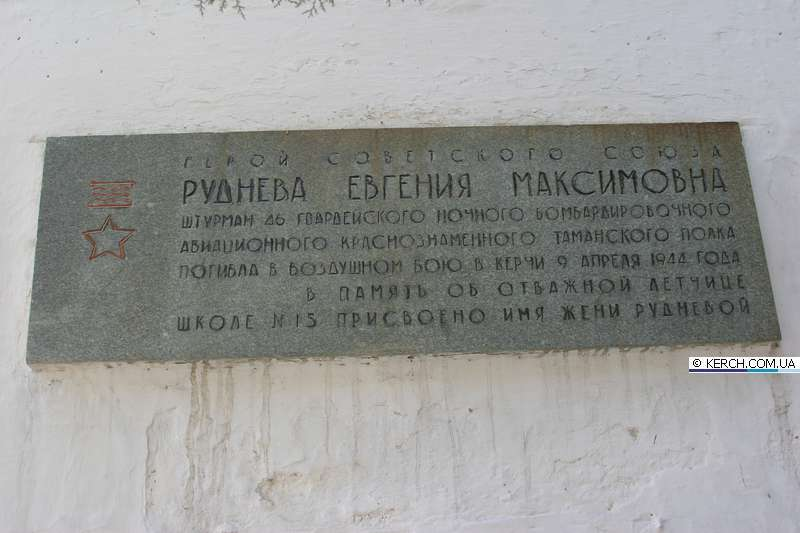 ГЕРОЙ СОВЕТСКОГО СОЮЗА
РУДНЕВА ЕВГЕНИЯ МАКСИМОВНА
ШТУРМАН 46 ГВАРДЕЙСКОГО НОЧНОГО БОМБАРДИРОВОЧНОГО
АВИАЦИОННОГО КРАСНОЗНАМЕННОГО ТАМАНСКОГО ПОЛКА
ПОГИБЛА В ВОЗДУШНОМ БОЮ В КЕРЧИ 9 АПРЕЛЯ 1944 ГОДА
В ПАМЯТЬ ОБ ОТВАЖНОЙ ЛЕТЧИЦЕ
ШКОЛЕ №15 ПРИСВОЕНО ИМЯ ЖЕНИ РУДНЕВОЙ
© KERCH.COM.UA